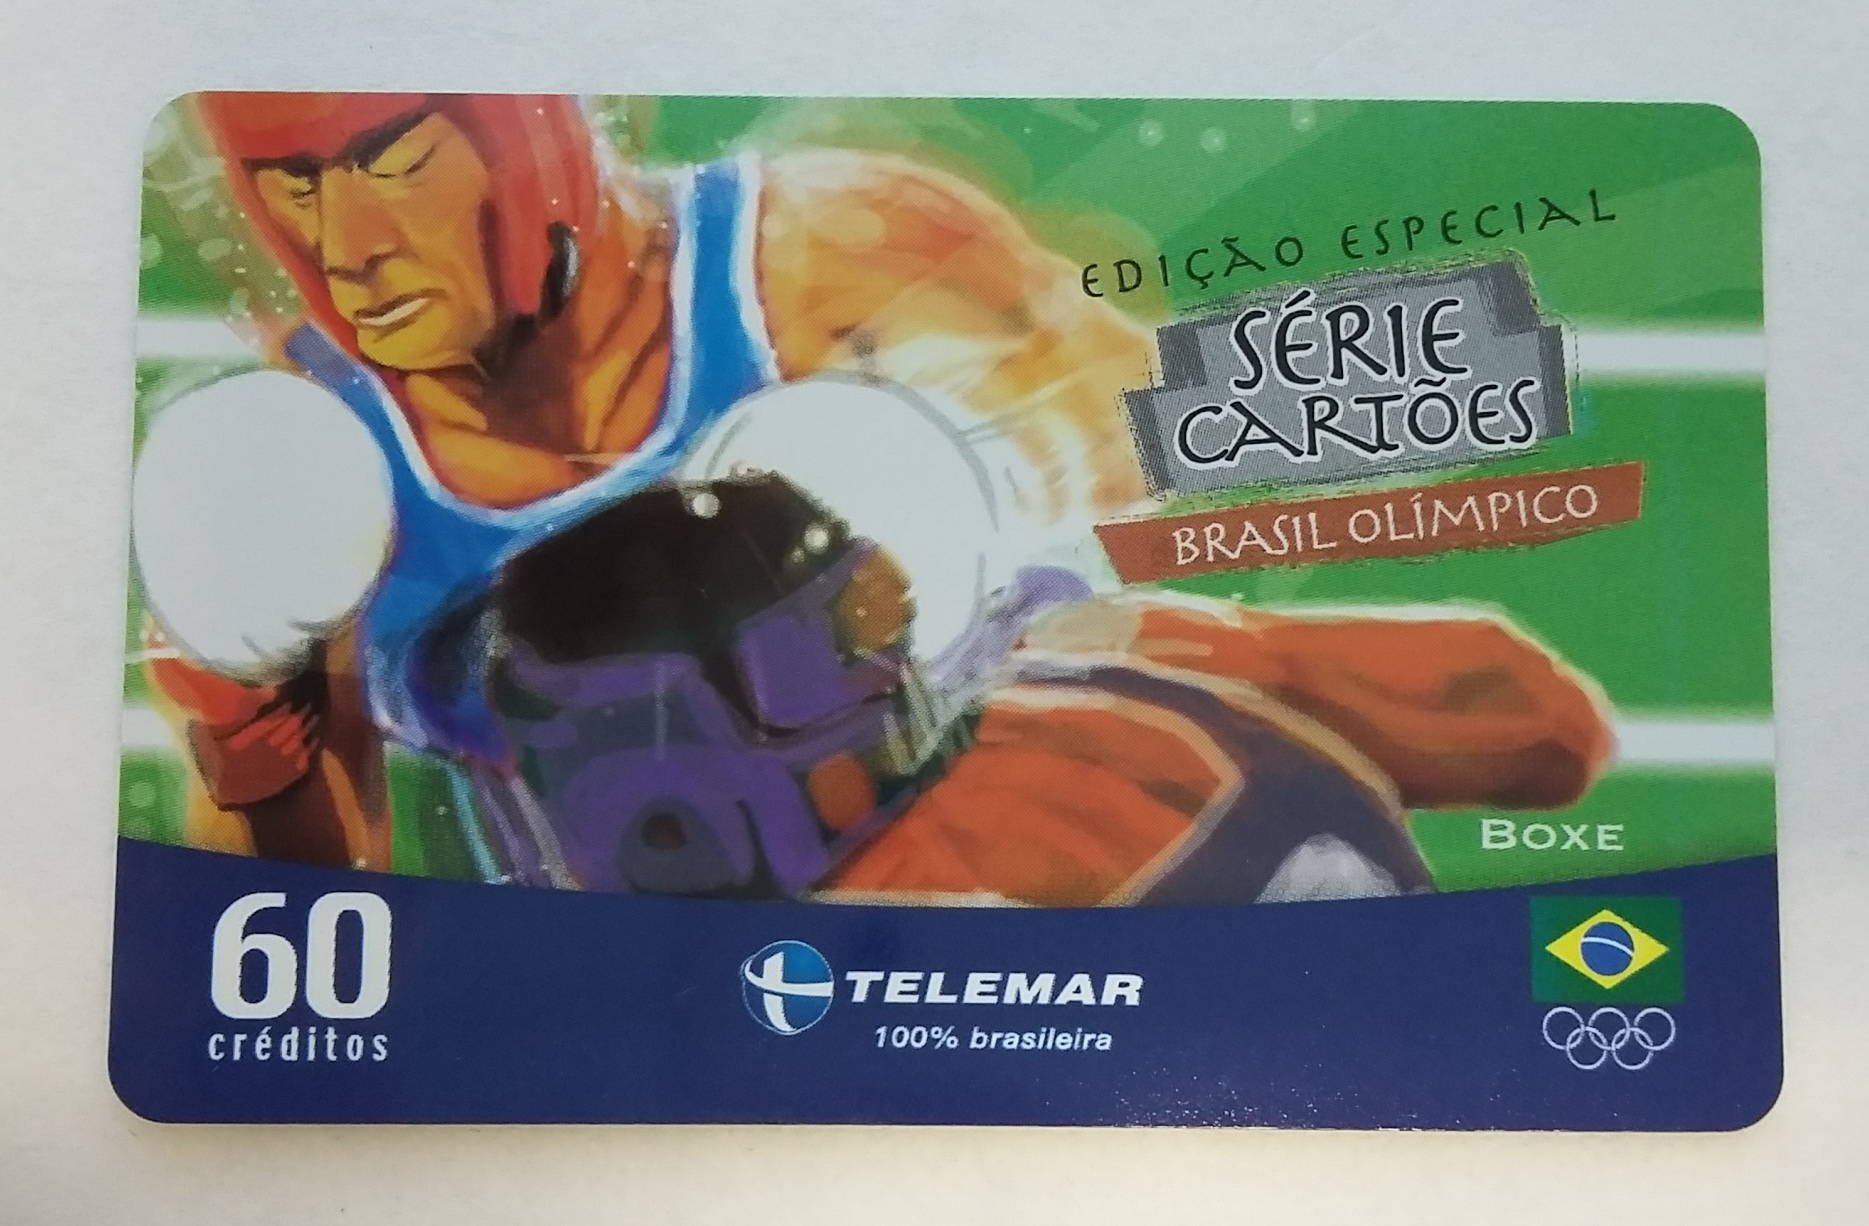 EDIÇÃO ESPECIAL
SÉRIE
CARTÕES
BRASIL OLÍMPICO
BOXE
60
créditos
TELEMAR
100% brasileira